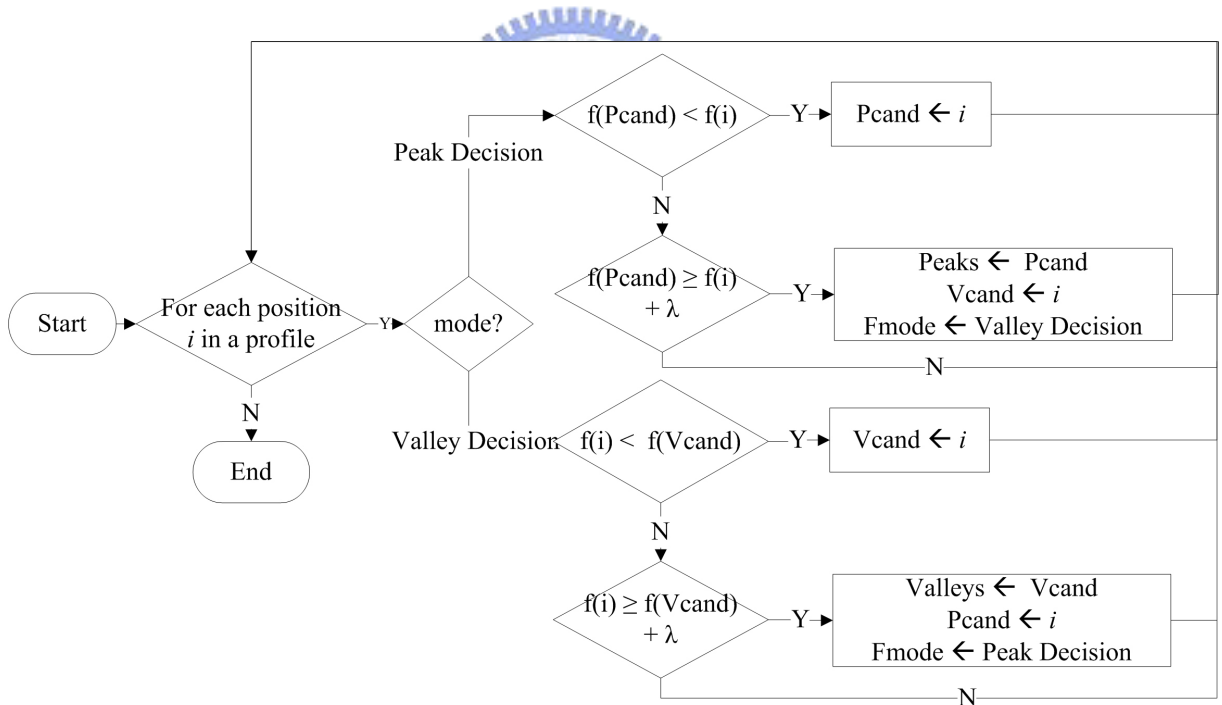 f(Pcand) < f(i)
Y
Pcand ← i
Peak Decision
N
f(Pcand) ≥ f(i)
+ λ
Y
Peaks ← Pcand
Vcand ← i
Fmode ← Valley Decision
Start
For each position
i in a profile
Y
mode?
N
N
End
Valley Decision
f(i) < f(Vcand)
Y
Vcand ← i
N
f(i) ≥ f(Vcand)
+ λ
Y
Valleys ← Vcand
Pcand ← i
Fmode ← Peak Decision
N